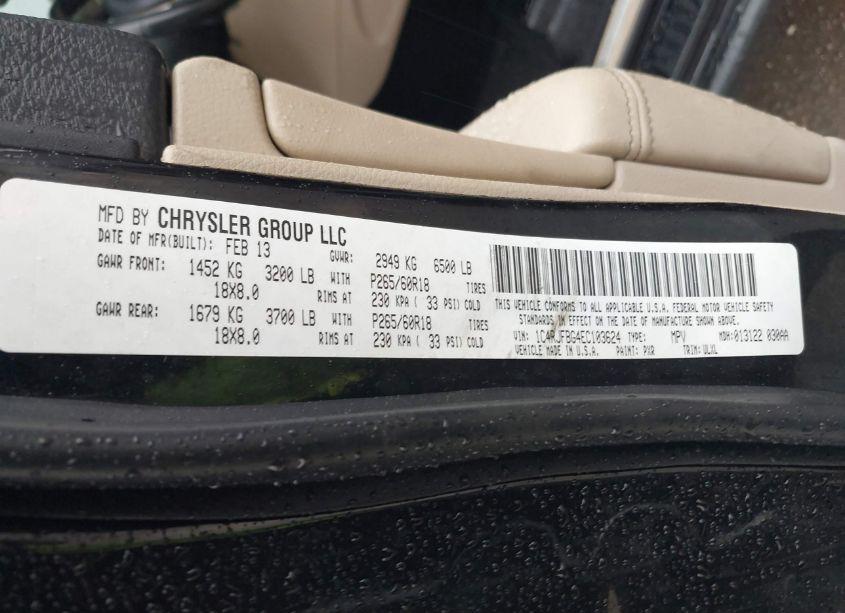 MFD BY CHRYSLER GROUP LLC
DATE OF MFR(BUILT): FEB 13 GVWR: 2949 KG 6500 LB
GAWR FRONT: 1452 KG 3200 LB WITH P265/60R18 TIRES
18X8.0 RIMS AT 230 KPA ( 33 PSI) COLD
GAWR REAR: 1679 KG 3700 LB WITH P265/60R18 TIRES
18X8.0 RIMS AT 230 KPA ( 33 PSI) COLD
THIS VEHICLE CONFORMS TO ALL APPLICABLE U.S.A. FEDERAL MOTOR VEHICLE SAFETY
STANDARDS IN EFFECT ON THE DATE OF MANUFACTURE SHOWN ABOVE.
VIN: 1C4RJFBG4EC103624 TYPE: MPV MDH: 013122 030AA
VEHICLE MADE IN U.S.A. PAINT: PXR TRIM: ULXL